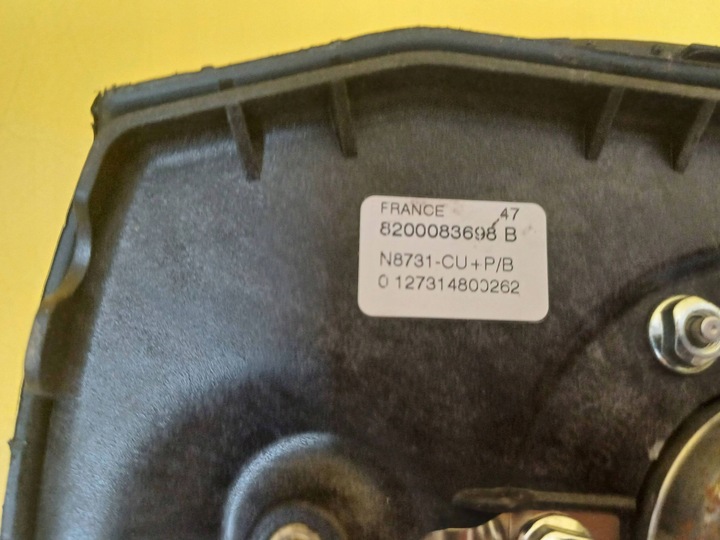 FRANCE 47
8200083698 B
N8731-CU+P/B
0 127314800262